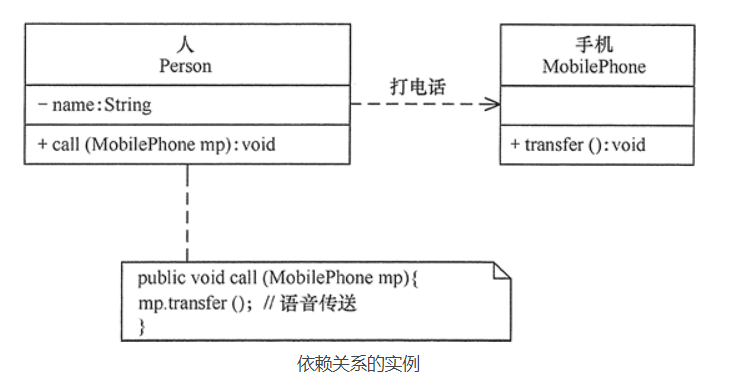 人
Person
- name:String
+ call (MobilePhone mp):void
打电话
手机
MobilePhone
+ transfer ():void
public void call (MobilePhone mp){
mp.transfer (); // 语音传送
}
依赖关系的实例